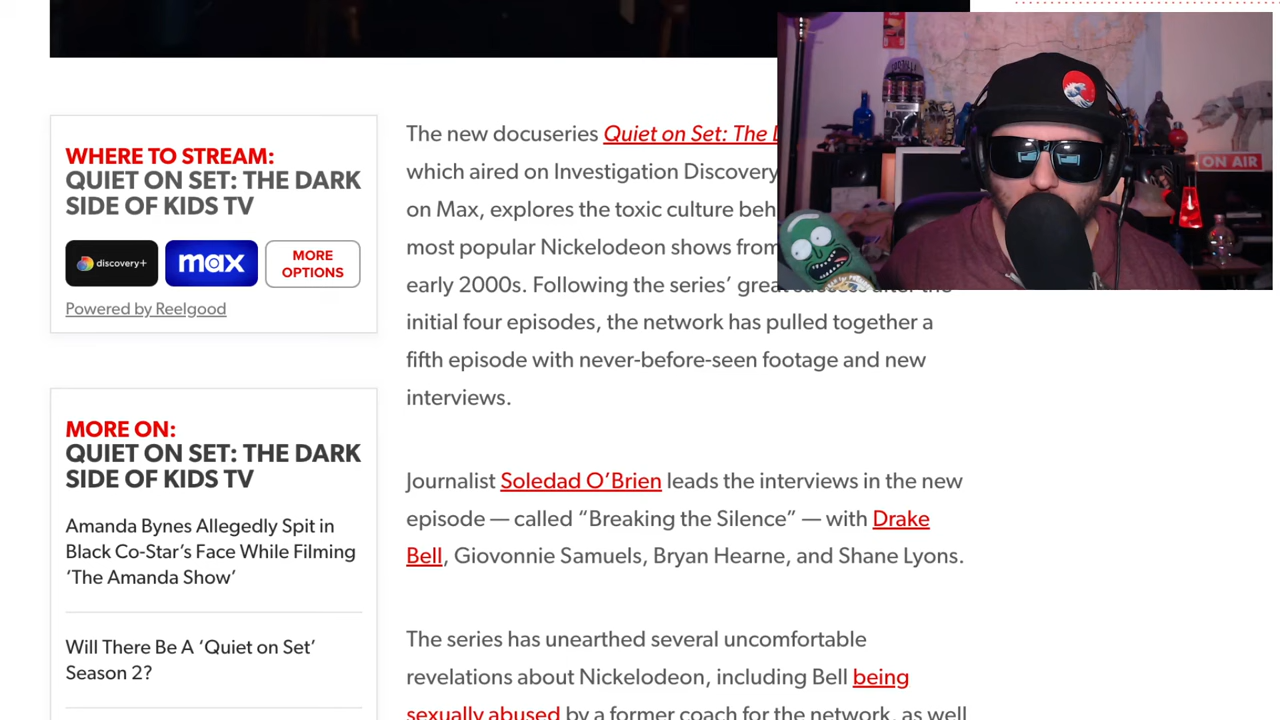 WHERE TO STREAM:
QUIET ON SET: THE DARK
SIDE OF KIDS TV
discovery+
max
MORE
OPTIONS
Powered by Reelgood
MORE ON:
QUIET ON SET: THE DARK
SIDE OF KIDS TV
Amanda Bynes Allegedly Spit in
Black Co-Star’s Face While Filming
‘The Amanda Show’
Will There Be A ‘Quiet on Set’
Season 2?
The new docuseries Quiet on Set: The
which aired on Investigation Discovery
on Max, explores the toxic culture
most popular Nickelodeon shows from
early 2000s. Following the series’
initial four episodes, the network has pulled together a
fifth episode with never-before-seen footage and new
interviews.
Journalist Soledad O’Brien leads the interviews in the new
episode — called “Breaking the Silence” — with Drake
Bell, Giovonnie Samuels, Bryan Hearne, and Shane Lyons.
The series has unearthed several uncomfortable
revelations about Nickelodeon, including Bell being
sexually abused by a former coach for the network, as well
ON AIR